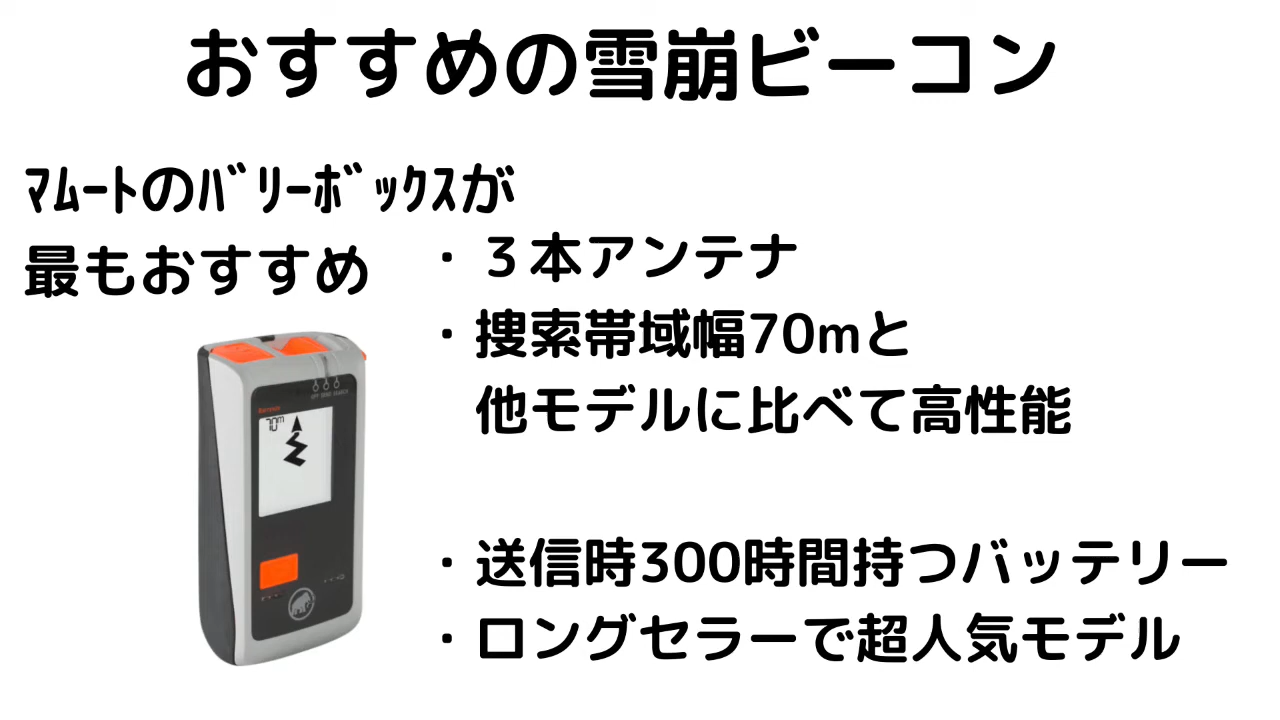 おすすめの雪崩ビーコン
ﾏﾑｰﾄのﾊﾞﾘｰﾎﾞｯｸｽが
最もおすすめ
・３本アンテナ
・捜索帯域幅70mと
他モデルに比べて高性能
Barryvox
OFF SEND SEARCH
70m
・送信時300時間持つバッテリー
・ロングセラーで超人気モデル